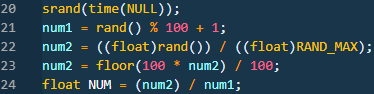 20 srand(time(NULL));
21 num1 = rand() % 100 + 1;
22 num2 = ((float)rand()) / ((float)RAND_MAX);
23 num2 = floor(100 * num2) / 100;
24 float NUM = (num2) / num1;